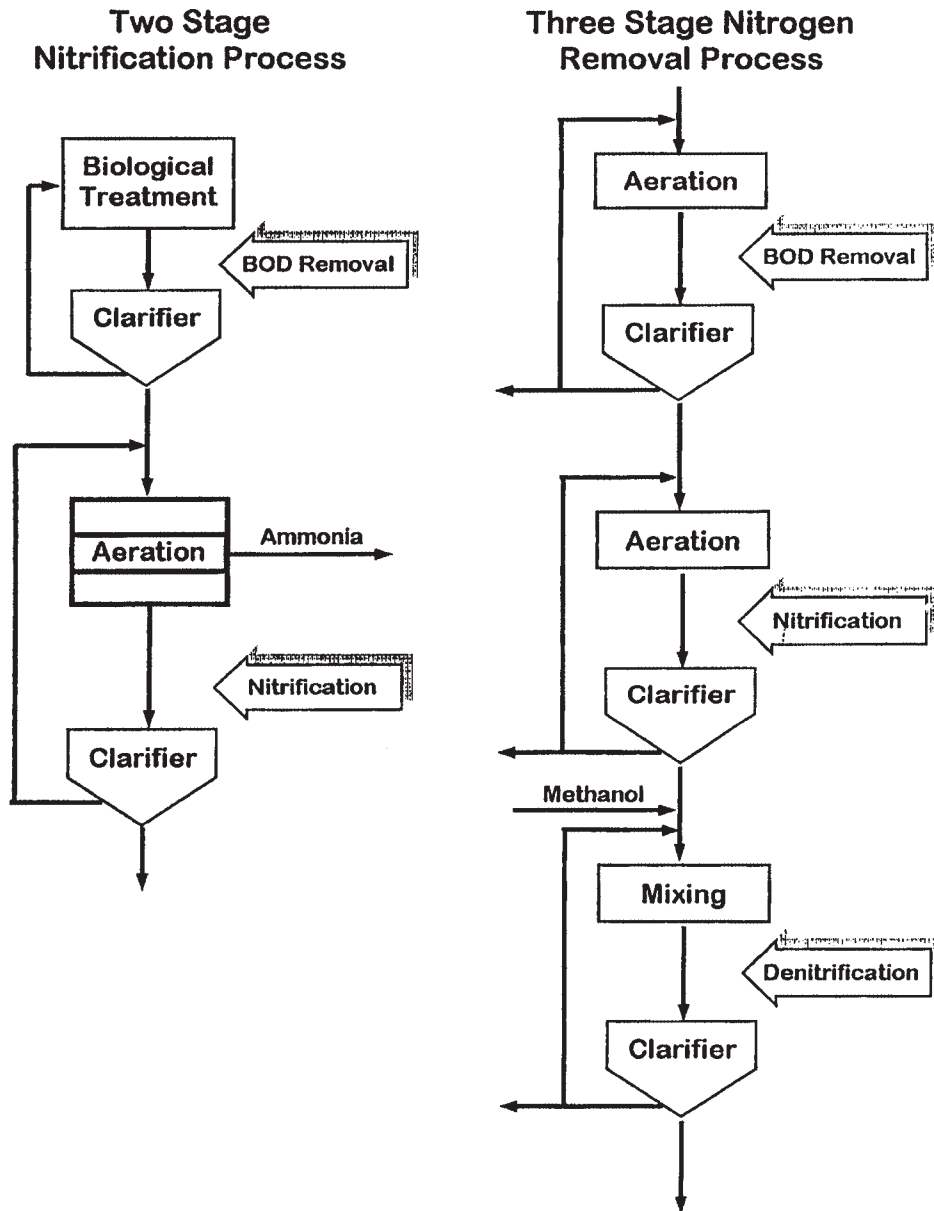 Two Stage
Nitrification Process
Biological
Treatment
BOD Removal
Clarifier
Aeration
Ammonia
Nitrification
Clarifier
Three Stage Nitrogen
Removal Process
Aeration
BOD Removal
Clarifier
Aeration
Nitrification
Clarifier
Methanol
Mixing
Denitrification
Clarifier